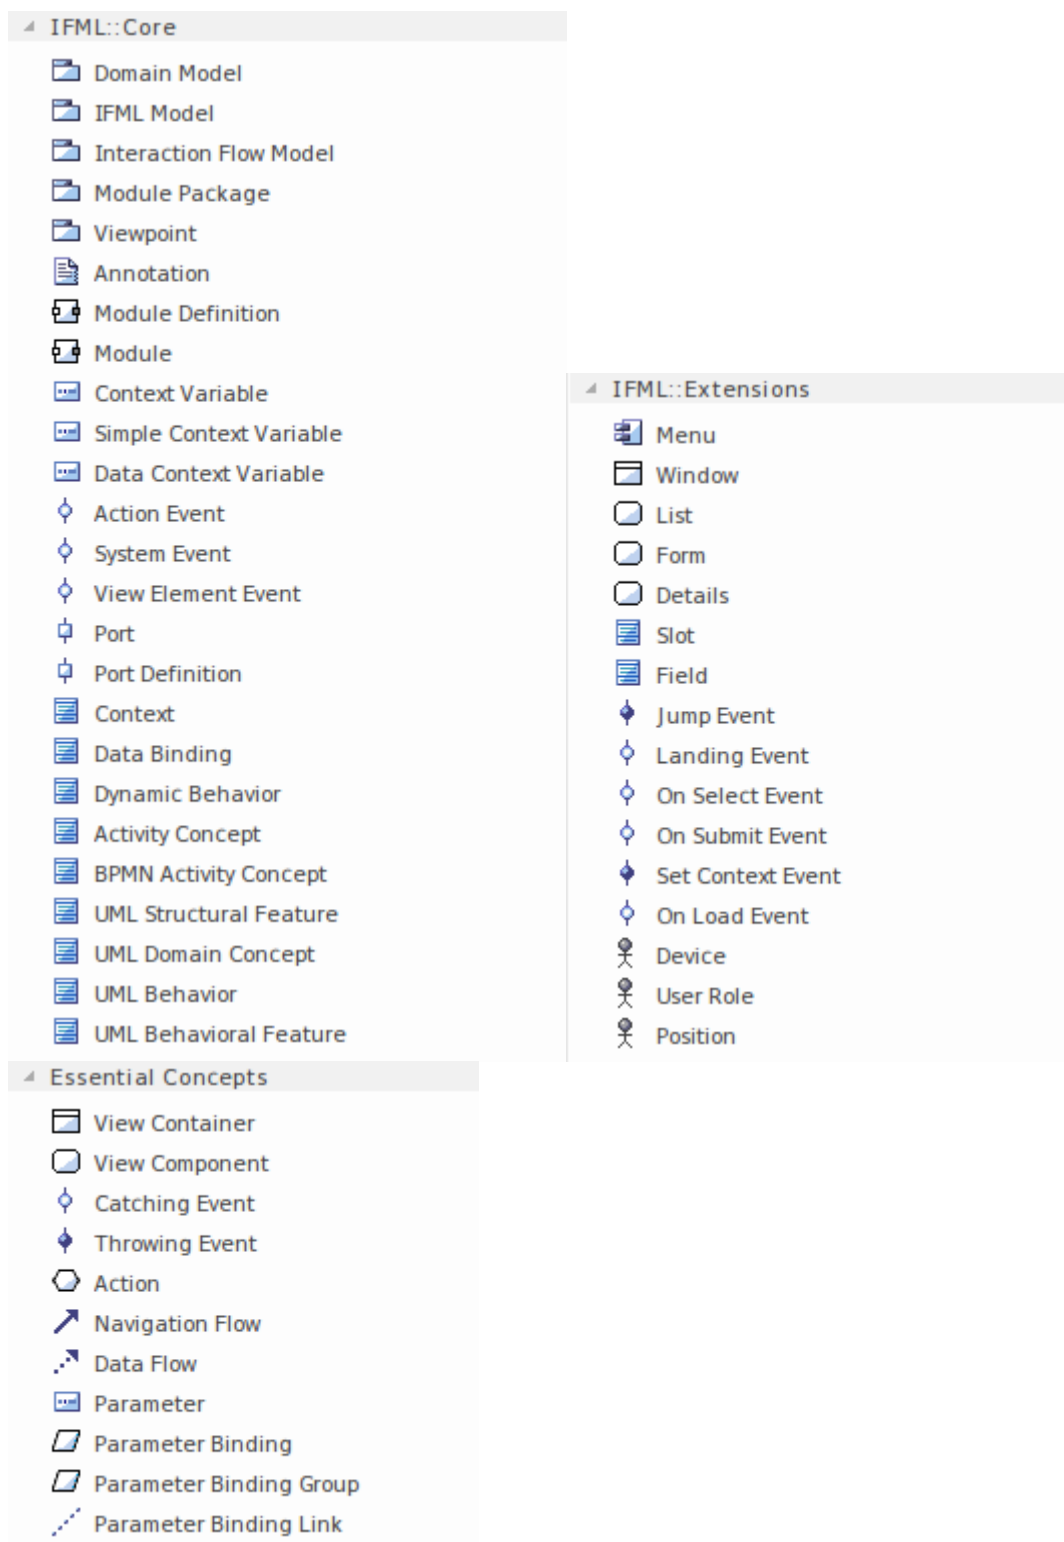 IFML::Core
Domain Model
IFML Model
Interaction Flow Model
Module Package
Viewpoint
Annotation
Module Definition
Module
Context Variable
Simple Context Variable
Data Context Variable
Action Event
System Event
View Element Event
Port
Port Definition
Context
Data Binding
Dynamic Behavior
Activity Concept
BPMN Activity Concept
UML Structural Feature
UML Domain Concept
UML Behavior
UML Behavioral Feature
IFML::Extensions
Menu
Window
List
Form
Details
Slot
Field
Jump Event
Landing Event
On Select Event
On Submit Event
Set Context Event
On Load Event
Device
User Role
Position
Essential Concepts
View Container
View Component
Catching Event
Throwing Event
Action
Navigation Flow
Data Flow
Parameter
Parameter Binding
Parameter Binding Group
Parameter Binding Link